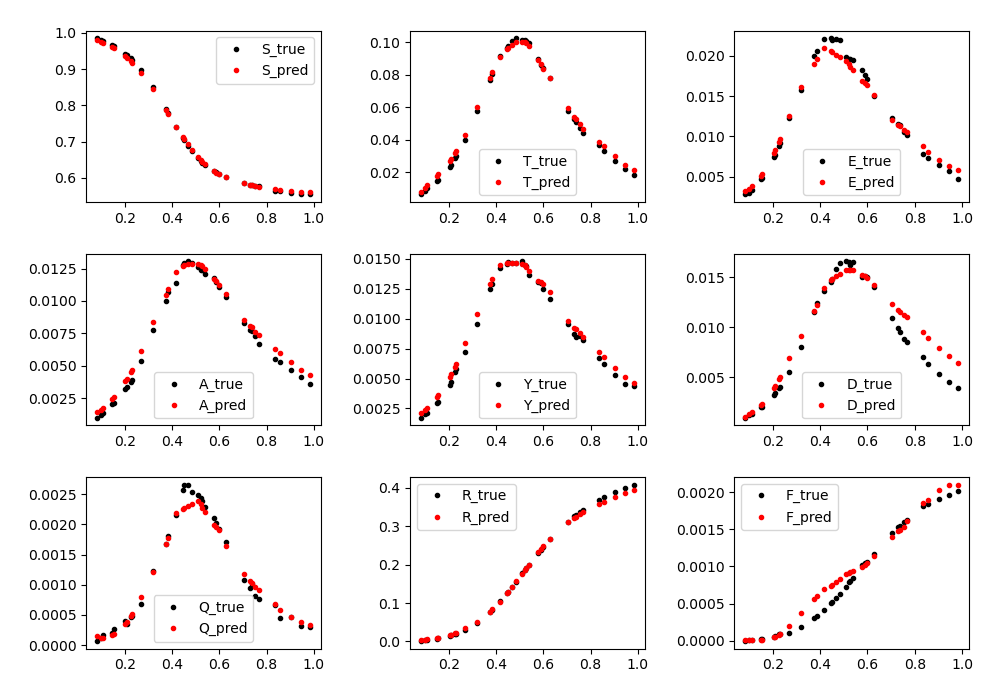 1.0
0.9
0.8
0.7
0.6
S_true
S_pred
0.2 0.4 0.6 0.8 1.0
0.10
0.08
0.06
0.04
0.02
T_true
T_pred
0.2 0.4 0.6 0.8 1.0
0.020
0.015
0.010
0.005
E_true
E_pred
0.2 0.4 0.6 0.8 1.0
0.0125
0.0100
0.0075
0.0050
0.0025
A_true
A_pred
0.2 0.4 0.6 0.8 1.0
0.0150
0.0125
0.0100
0.0075
0.0050
0.0025
Y_true
Y_pred
0.2 0.4 0.6 0.8 1.0
0.015
0.010
0.005
D_true
D_pred
0.2 0.4 0.6 0.8 1.0
0.0025
0.0020
0.0015
0.0010
0.0005
0.0000
Q_true
Q_pred
0.2 0.4 0.6 0.8 1.0
0.4
0.3
0.2
0.1
0.0
R_true
R_pred
0.2 0.4 0.6 0.8 1.0
0.0020
0.0015
0.0010
0.0005
0.0000
F_true
F_pred
0.2 0.4 0.6 0.8 1.0